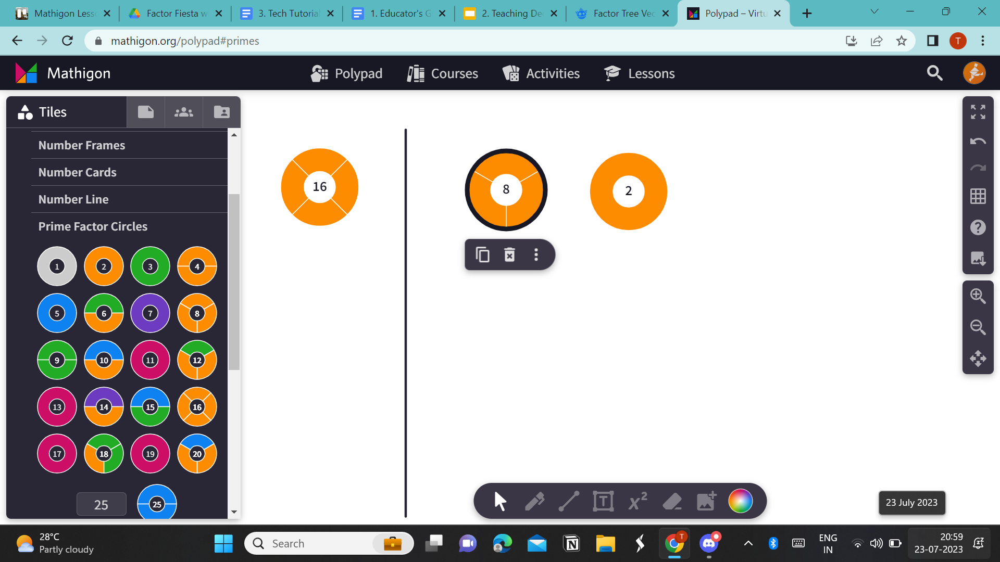 Mathigon Less
Factor Fiesta w
3. Tech Tutoria
1. Educator's G
2. Teaching De
Factor Tree Vec
Polypad – Virtu
mathigon.org/polypad#primes
T
Mathigon
Polypad
Courses
Activities
Lessons
Tiles
Number Frames
Number Cards
Number Line
Prime Factor Circles
1 2 3 4
5 6 7 8
9 10 11 12
13 14 15 16
17 18 19 20
25 25
16
8
2
T
x²
23 July 2023
28°C
Partly cloudy
Search
T
ENG
IN
20:59
23-07-2023